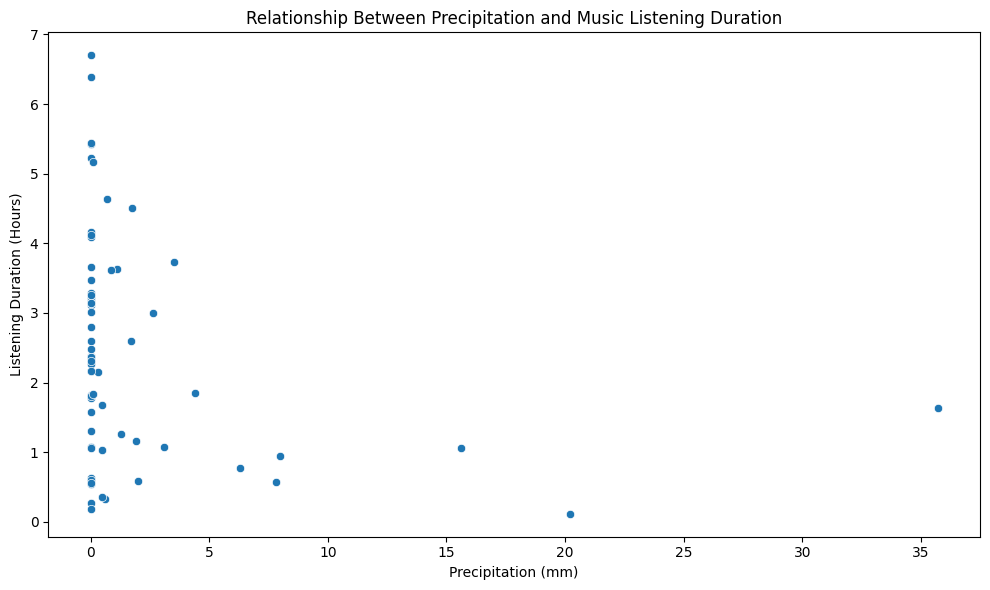 Relationship Between Precipitation and Music Listening Duration
7
6
5
4
3
2
1
0
Listening Duration (Hours)
0 5 10 15 20 25 30 35
Precipitation (mm)